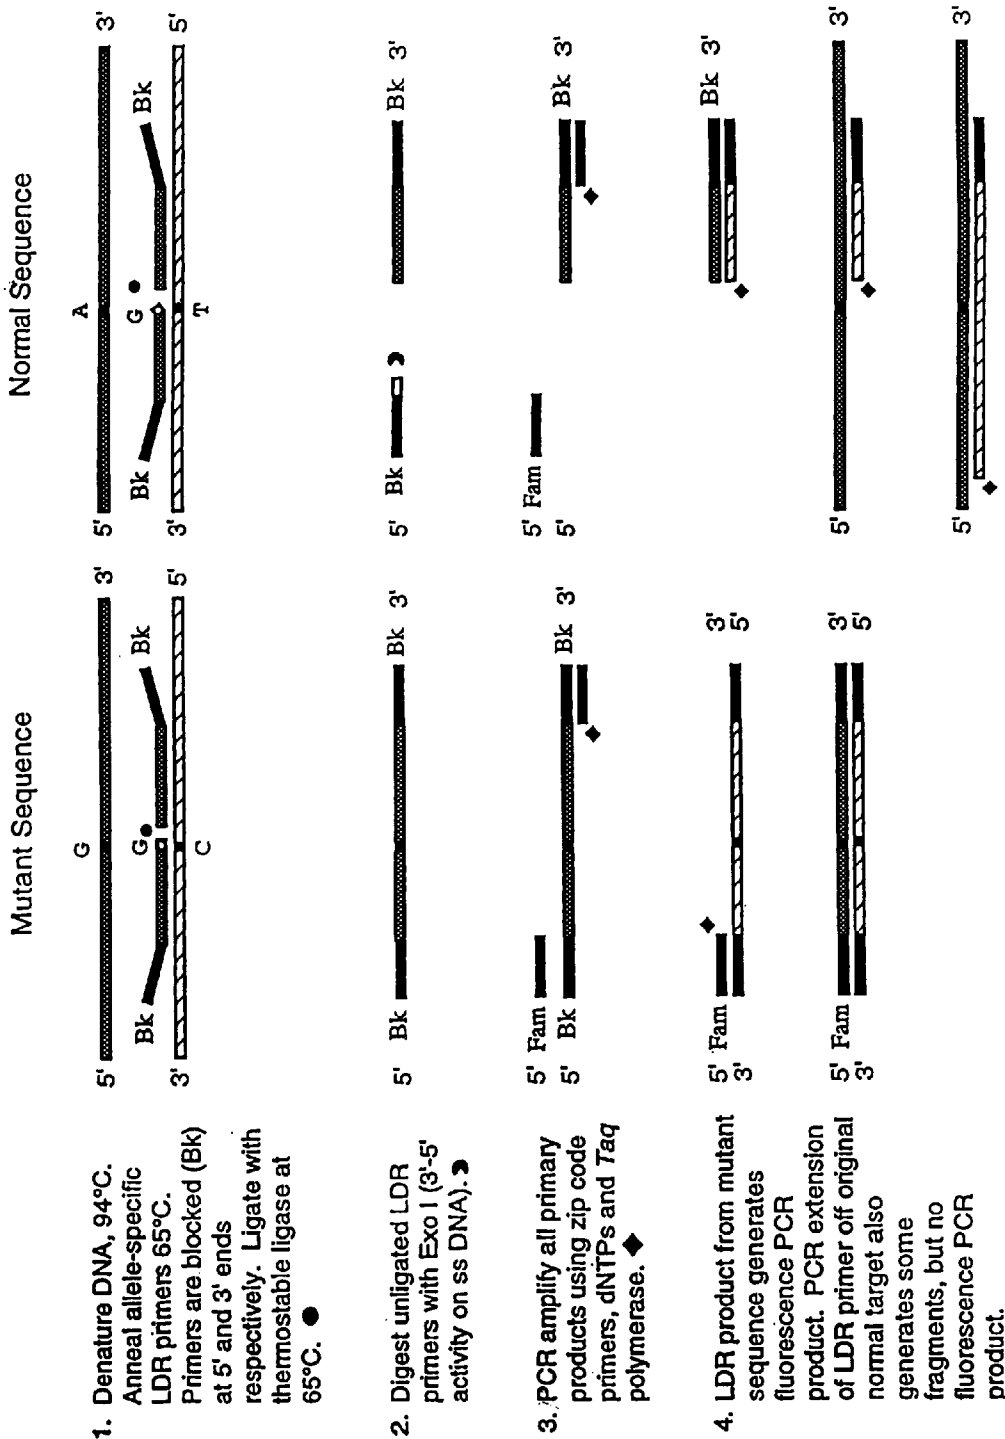 Mutant Sequence
Normal Sequence
1. Denature DNA, 94°C.
Anneal allele-specific
LDR primers 65°C.
Primers are blocked (Bk)
at 5' and 3' ends
respectively. Ligate with
thermostable ligase at
65°C. ●
5' G 3'
Bk G Bk
3' C 5'
5' A 3'
Bk G Bk
3' T 5'
2. Digest unligated LDR
primers with Exo I (3'-5'
activity on ss DNA).
5' Bk Bk 3'
5' Bk Bk 3'
3. PCR amplify all primary
products using zip code
primers, dNTPs and Taq
polymerase. ◆
5' Fam
5' Bk Bk 3'
5' Fam
5' Bk 3'
4. LDR product from mutant
sequence generates
fluorescence PCR
product. PCR extension
of LDR primer off original
normal target also
generates some
fragments, but no
fluorescence PCR
product.
5' Fam 3'
3' 5'
5' Fam 3'
3' 5'
Bk 3'
5' 3'
5' 3'